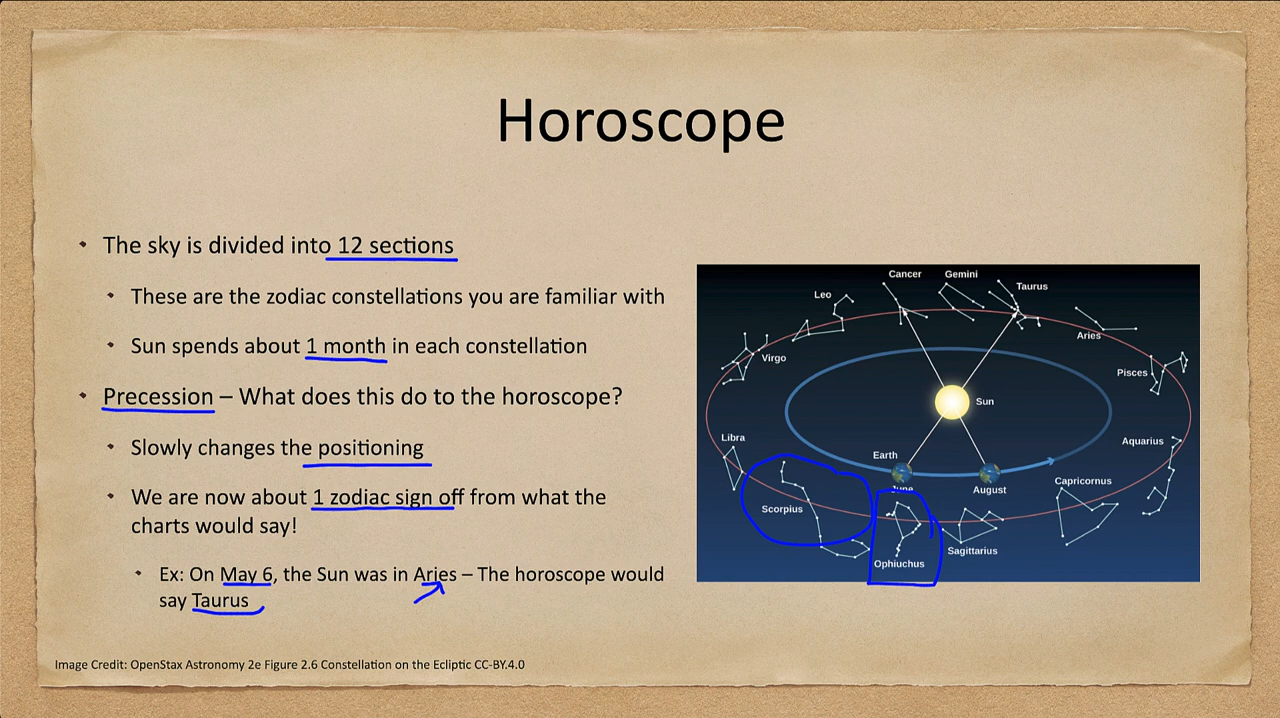 Horoscope
The sky is divided into 12 sections
These are the zodiac constellations you are familiar with
Sun spends about 1 month in each constellation
Precession – What does this do to the horoscope?
Slowly changes the positioning
We are now about 1 zodiac sign off from what the
charts would say!
Ex: On May 6, the Sun was in Aries – The horoscope would
say Taurus
Cancer
Gemini
Taurus
Leo
Aries
Virgo
Pisces
Sun
Libra
Aquarius
Earth
June
August
Capricornus
Scorpius
Sagittarius
Ophiuchus
Image Credit: OpenStax Astronomy 2e Figure 2.6 Constellation on the Ecliptic CC-BY.4.0